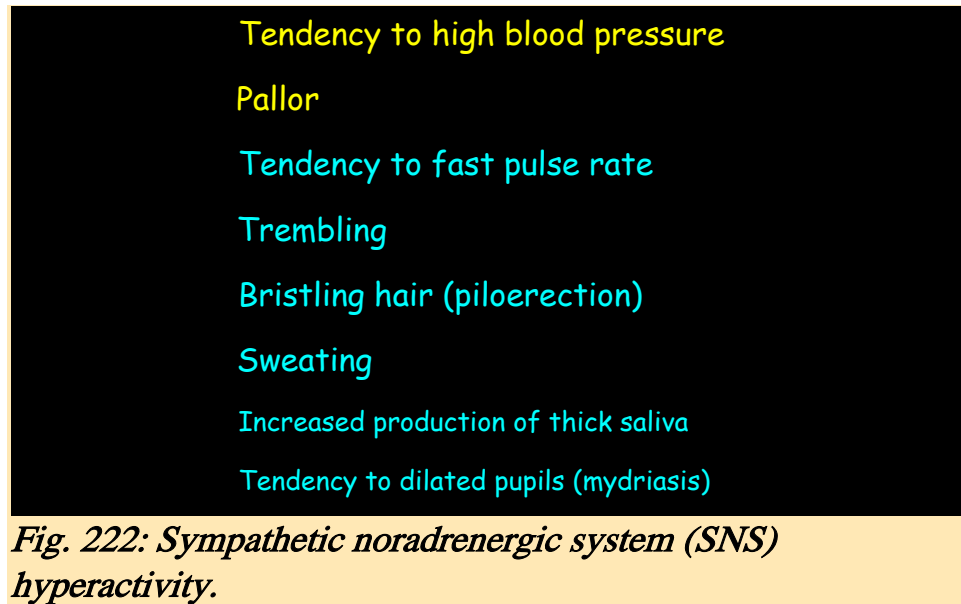 Tendency to high blood pressure
Pallor
Tendency to fast pulse rate
Trembling
Bristling hair (piloerection)
Sweating
Increased production of thick saliva
Tendency to dilated pupils (mydriasis)
Fig. 222: Sympathetic noradrenergic system (SNS)
hyperactivity.